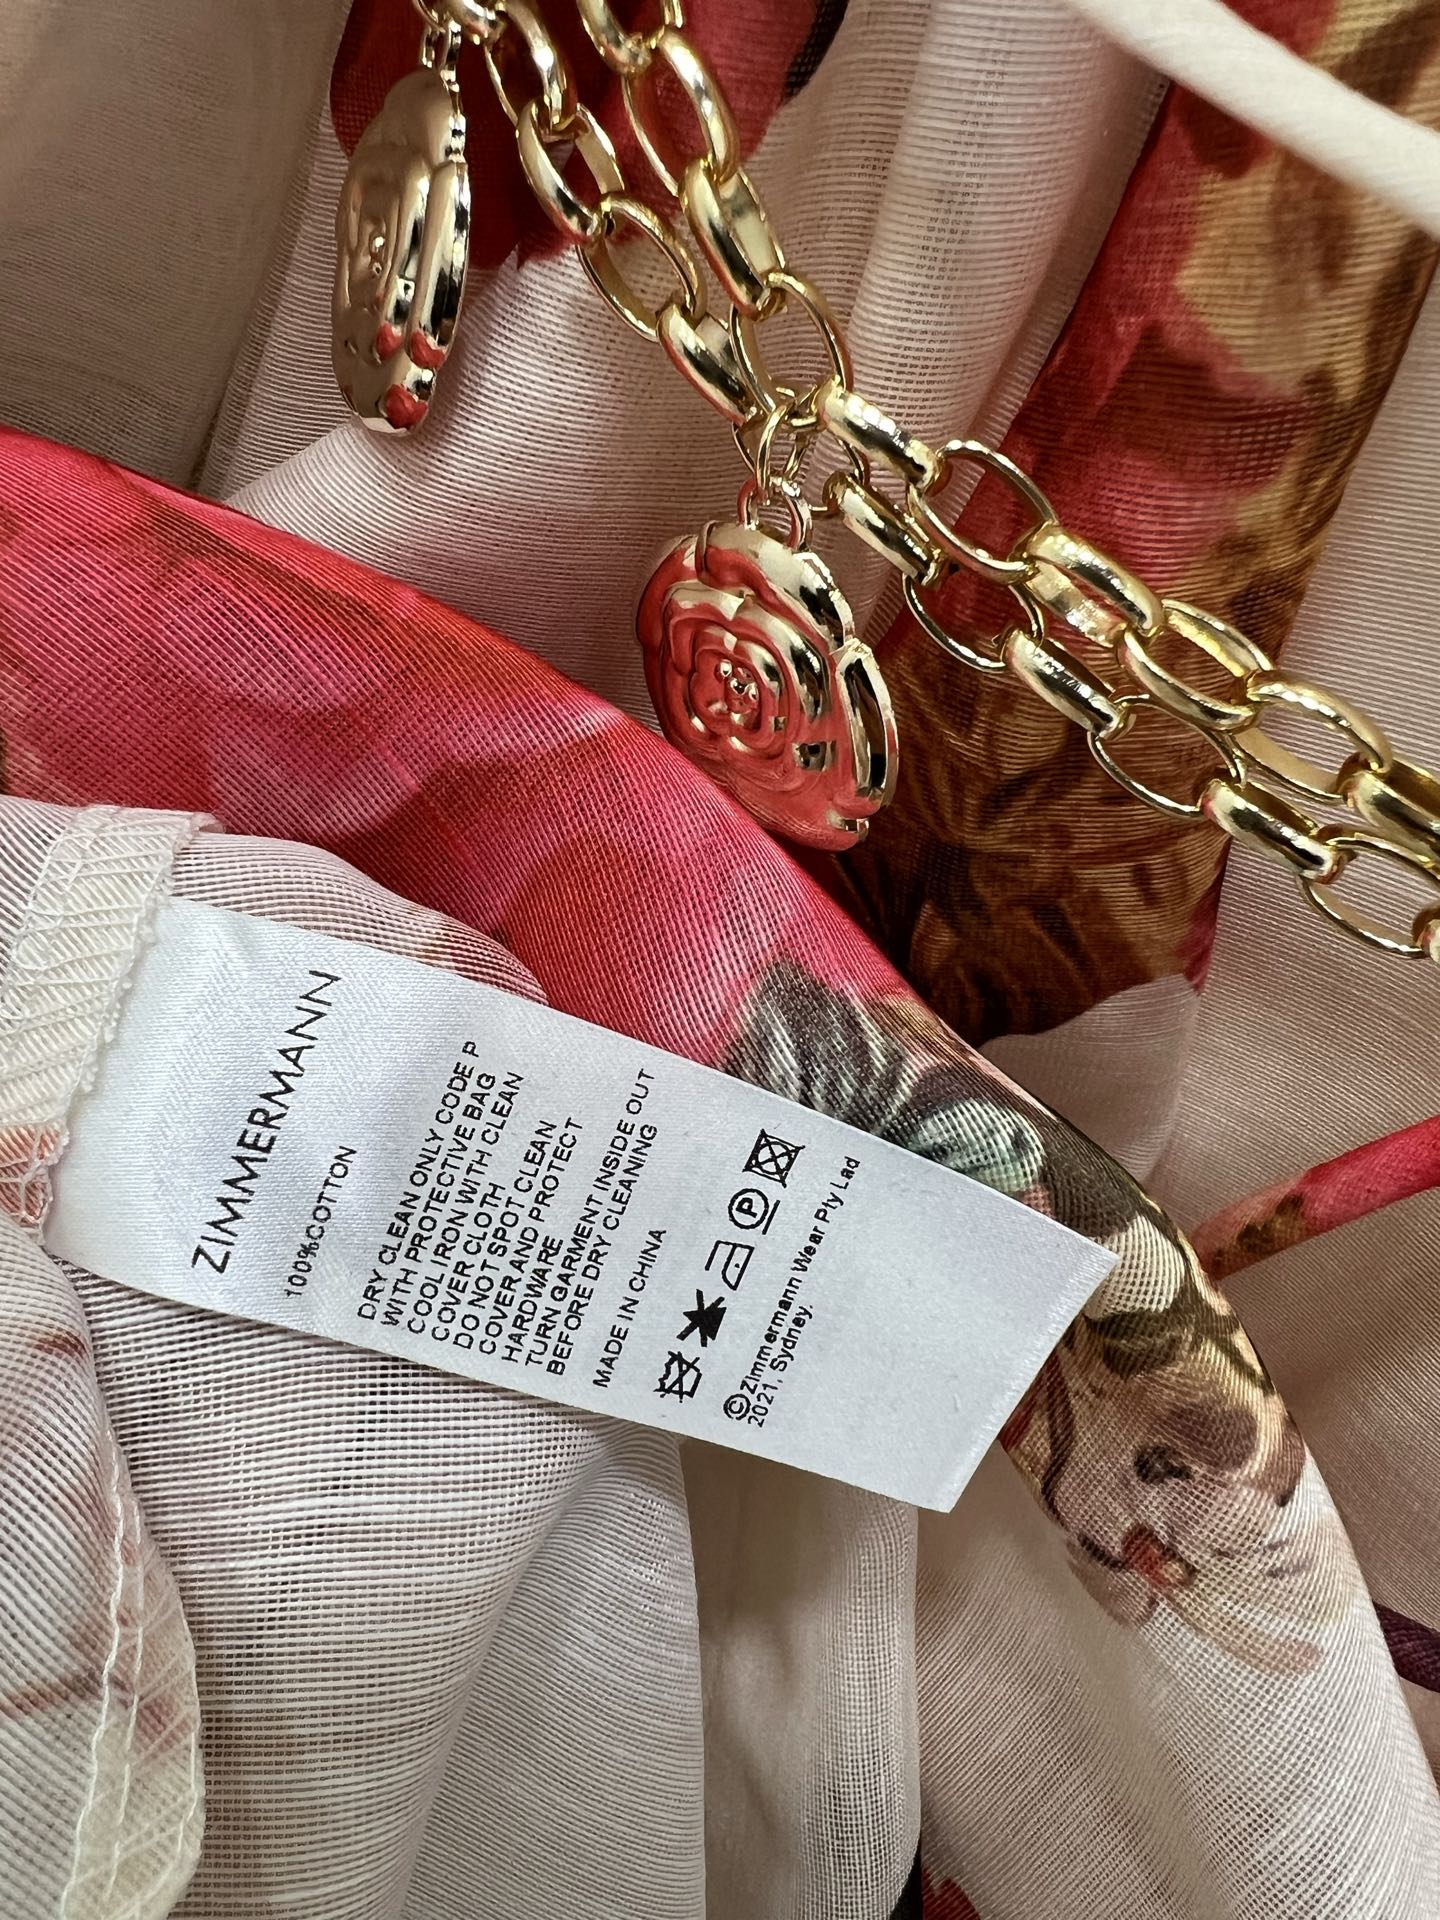 ZIMMERMANN
100%COTTON
DRY CLEAN ONLY CODE P
WITH PROTECTIVE BAG
COOL IRON WITH CLEAN
COVER CLOTH
DO NOT SPOT CLEAN
COVER AND PROTECT
HARDWARE
TURN GARMENT INSIDE OUT
BEFORE DRY CLEANING
MADE IN CHINA
P
©Zimmermann Wear Pty Lad
2021, Sydney.